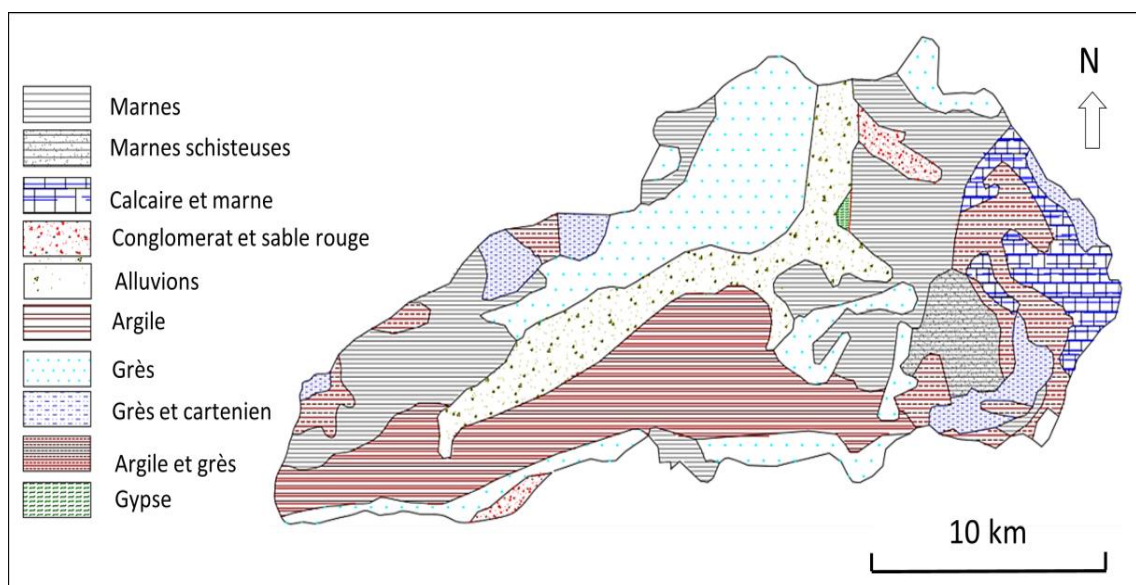 N
Marnes
Marnes schisteuses
Calcaire et marne
Conglomerat et sable rouge
Alluvions
Argile
Grès
Grès et cartenien
Argile et grès
Gypse
10 km